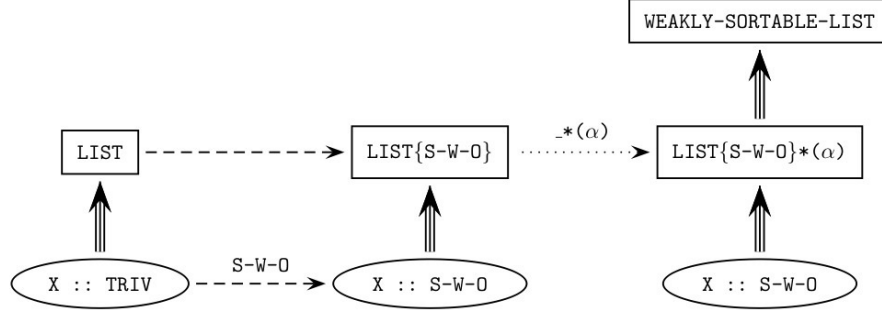 WEAKLY-SORTABLE-LIST
_*(α)
LIST
LIST{S-W-O}
LIST{S-W-O}*(α)
S-W-O
X :: TRIV
X :: S-W-O
X :: S-W-O